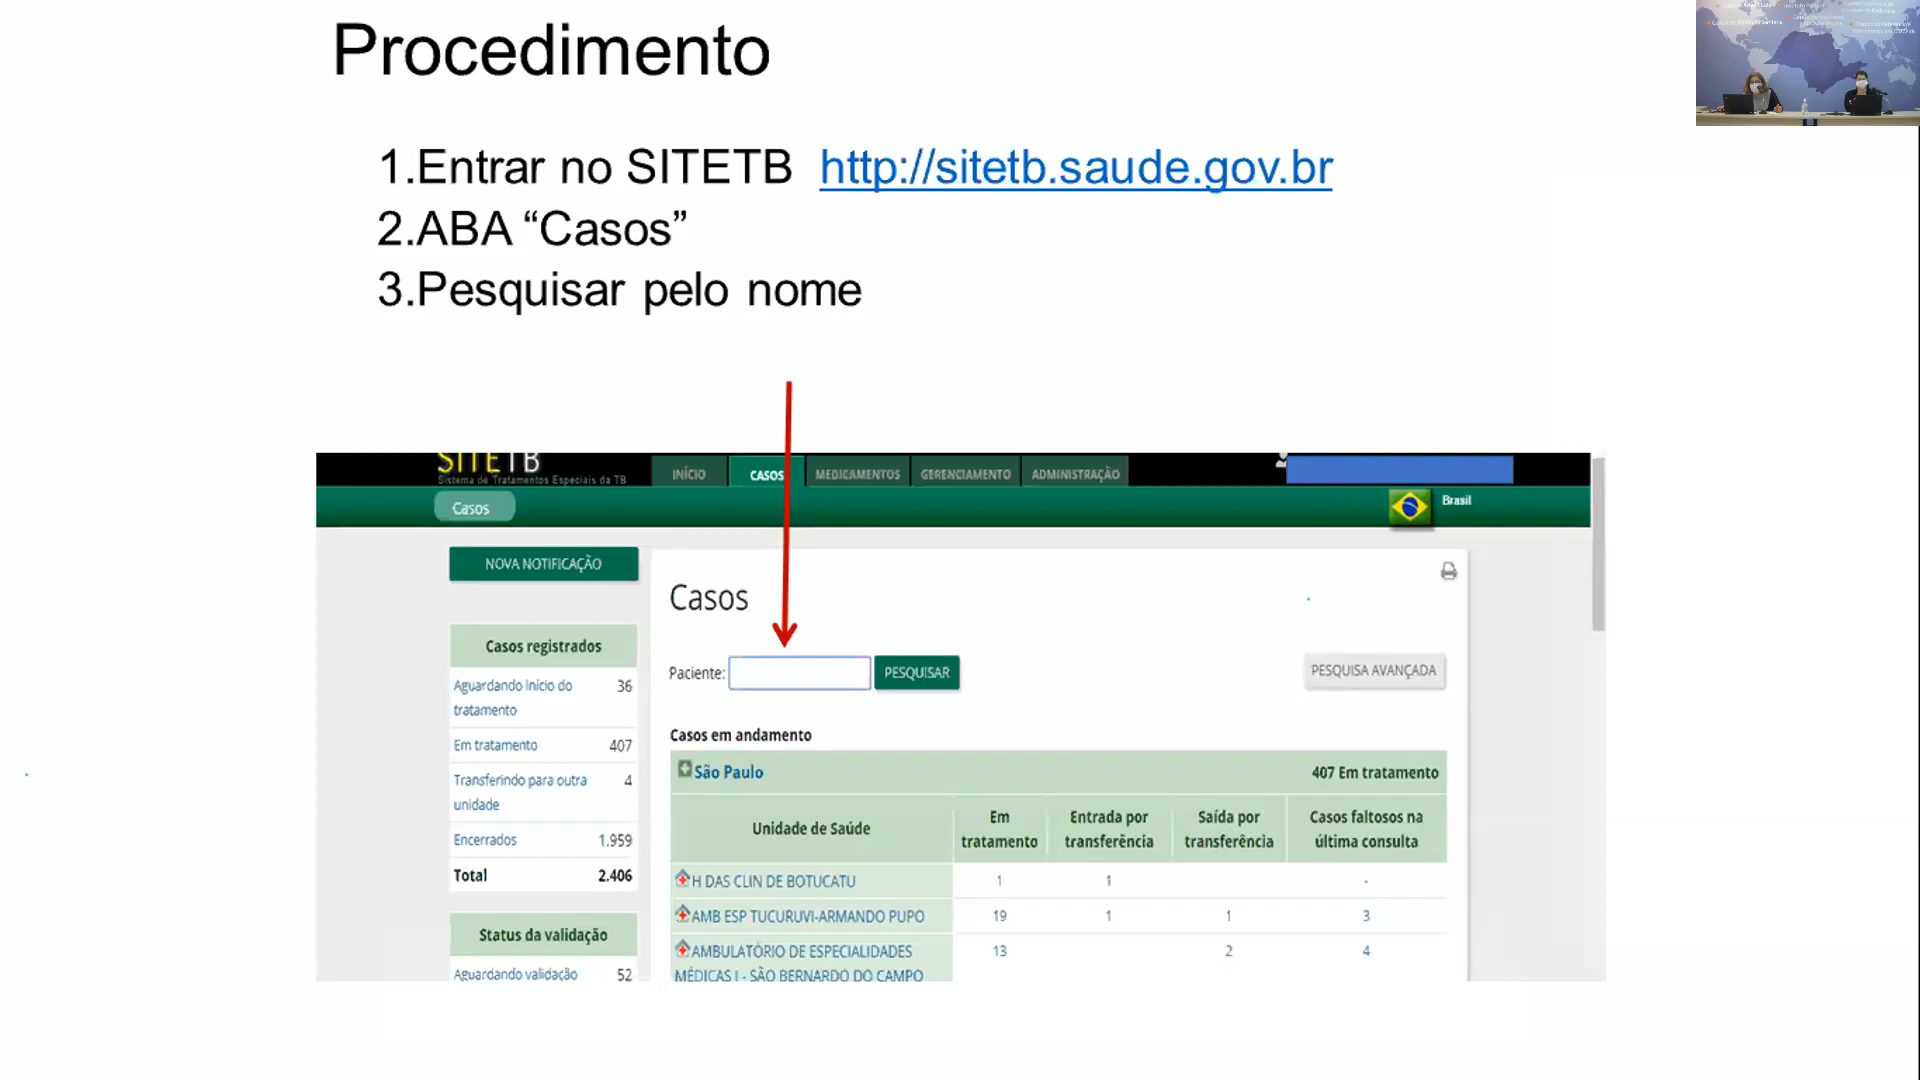 Procedimento
1.Entrar no SITETB http://sitetb.saude.gov.br
2.ABA “Casos”
3.Pesquisar pelo nome
SITETB
Sistema de Tratamentos Especiais da TB
INÍCIO CASOS MEDICAMENTOS GERENCIAMENTO ADMINISTRAÇÃO
Casos
Brasil
NOVA NOTIFICAÇÃO
Casos registrados
Aguardando Início do tratamento 36
Em tratamento 407
Transferindo para outra unidade 4
Encerrados 1.959
Total 2.406
Status da validação
Aguardando validação 52
Casos
Paciente: PESQUISAR
PESQUISA AVANÇADA
Casos em andamento
São Paulo 407 Em tratamento
Unidade de Saúde Em tratamento Entrada por transferência Saída por transferência Casos faltosos na última consulta
H DAS CLIN DE BOTUCATU 1 1 -
AMB ESP TUCURUVI-ARMANDO PUPO 19 1 1 3
AMBULATÓRIO DE ESPECIALIDADES MÉDICAS I - SÃO BERNARDO DO CAMPO 13 2 4